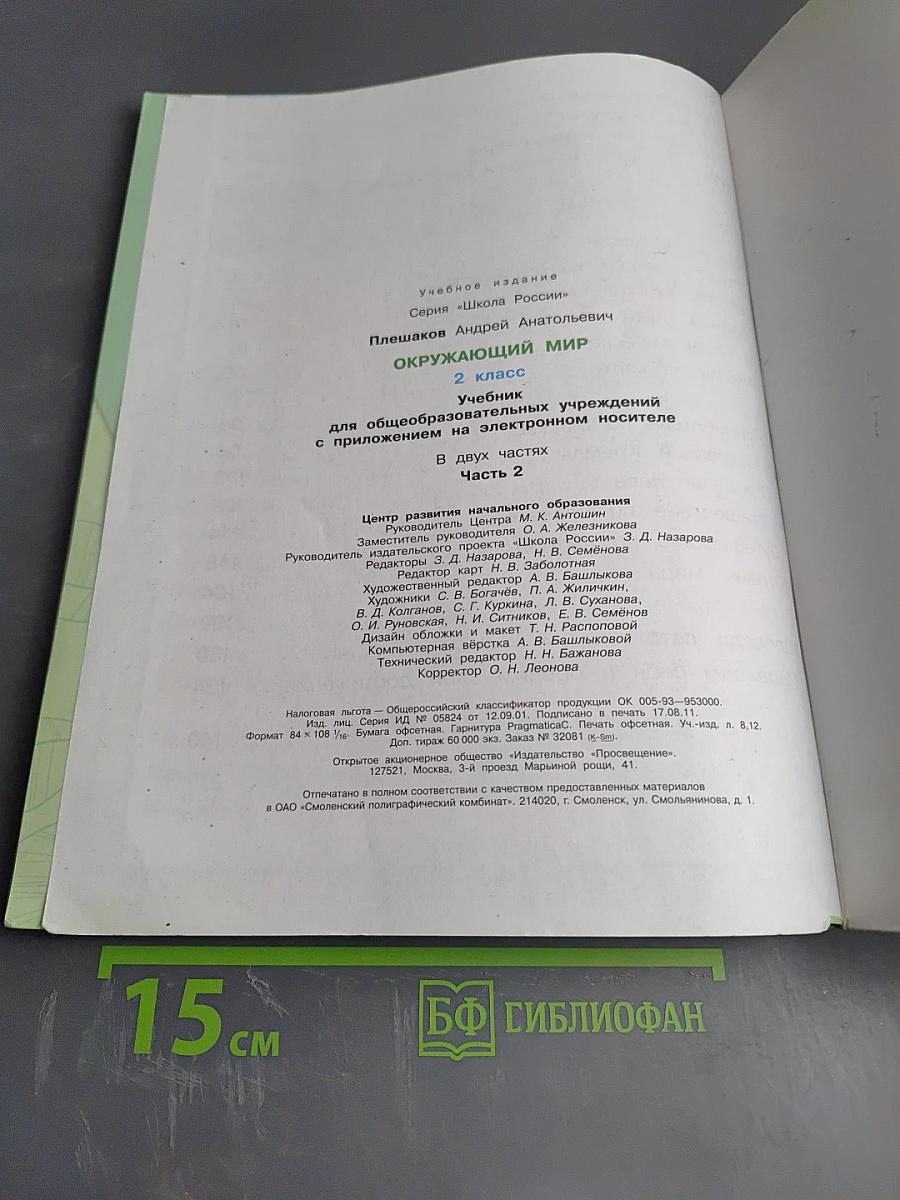 Учебное издание
Серия «Школа России»
Плешаков Андрей Анатольевич
ОКРУЖАЮЩИЙ МИР
2 класс
Учебник
для общеобразовательных учреждений
с приложением на электронном носителе
В двух частях
Часть 2
Центр развития начального образования
Руководитель Центра М. К. Антошин
Заместитель руководителя О. А. Железникова
Руководитель издательского проекта «Школа России» З. Д. Назарова
Редакторы З. Д. Назарова, Н. В. Семёнова
Редактор карт Н. В. Заболотная
Художественный редактор А. В. Башлыкова
Художники С. В. Богачёв, П. А. Жиличкин,
В. Д. Колганов, С. Г. Куркина, Л. В. Суханова,
О. И. Руновская, Н. И. Ситников, Е. В. Семёнов
Дизайн обложки и макет Т. Н. Распоповой
Компьютерная вёрстка А. В. Башлыковой
Технический редактор Н. Н. Бажанова
Корректор О. Н. Леонова
Налоговая льгота — Общероссийский классификатор продукции ОК 005-93—953000.
Изд. лиц. Серия ИД № 05824 от 12.09.01. Подписано в печать 17.08.11.
Формат 84×108 1/16. Бумага офсетная. Гарнитура PragmaticaC. Печать офсетная. Уч.-изд. л. 8,12.
Доп. тираж 60 000 экз. Заказ № 32081 (K-Sm).
Открытое акционерное общество «Издательство «Просвещение».
127521, Москва, 3-й проезд Марьиной рощи, 41.
Отпечатано в полном соответствии с качеством предоставленных материалов
в ОАО «Смоленский полиграфический комбинат». 214020, г. Смоленск, ул. Смольянинова, д. 1.
15 см
БФ БИБЛИОФАН